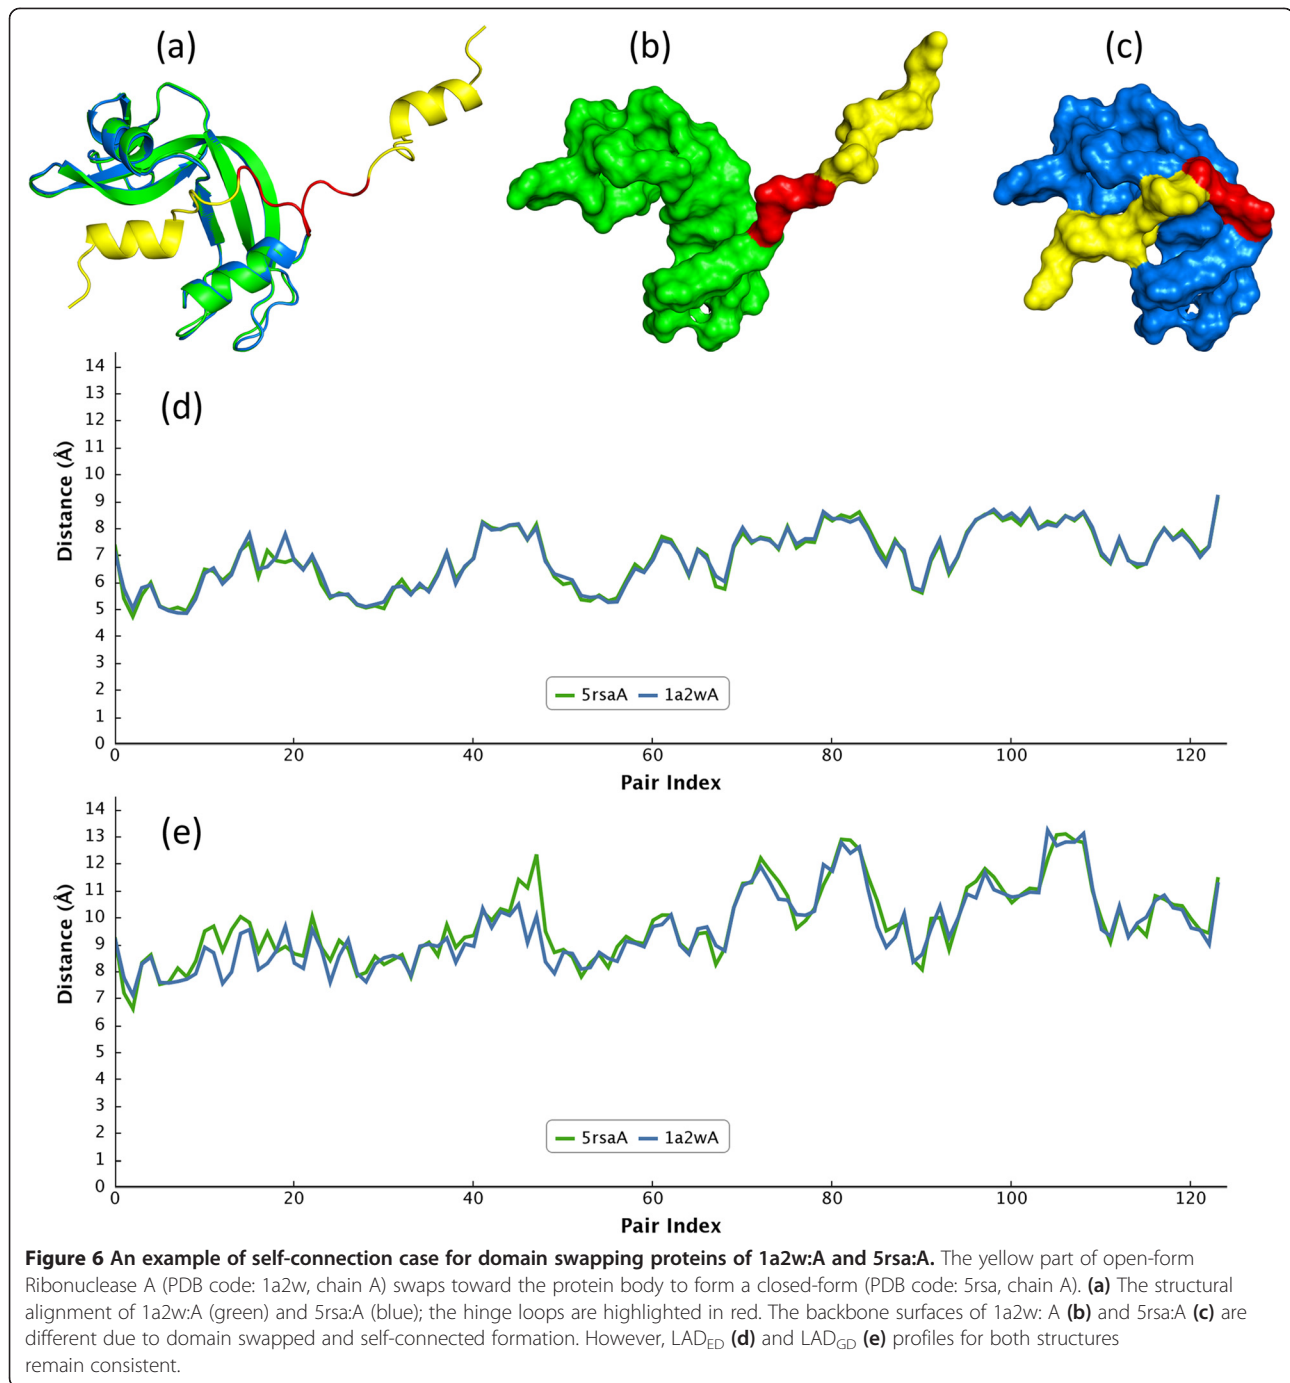 (a) (b) (c)
14
13
12
11
10
9
8
7
6
5
4
3
2
1
0
(d)
Distance (Å)
5rsaA 1a2wA
0 20 40 60 80 100 120
Pair Index
14
13
12
11
10
9
8
7
6
5
4
3
2
1
0
(e)
Distance (Å)
5rsaA 1a2wA
0 20 40 60 80 100 120
Pair Index
Figure 6 An example of self-connection case for domain swapping proteins of 1a2w:A and 5rsa:A. The yellow part of open-form
Ribonuclease A (PDB code: 1a2w, chain A) swaps toward the protein body to form a closed-form (PDB code: 5rsa, chain A). (a) The structural
alignment of 1a2w:A (green) and 5rsa:A (blue); the hinge loops are highlighted in red. The backbone surfaces of 1a2w: A (b) and 5rsa:A (c) are
different due to domain swapped and self-connected formation. However, LAD_ED (d) and LAD_GD (e) profiles for both structures
remain consistent.